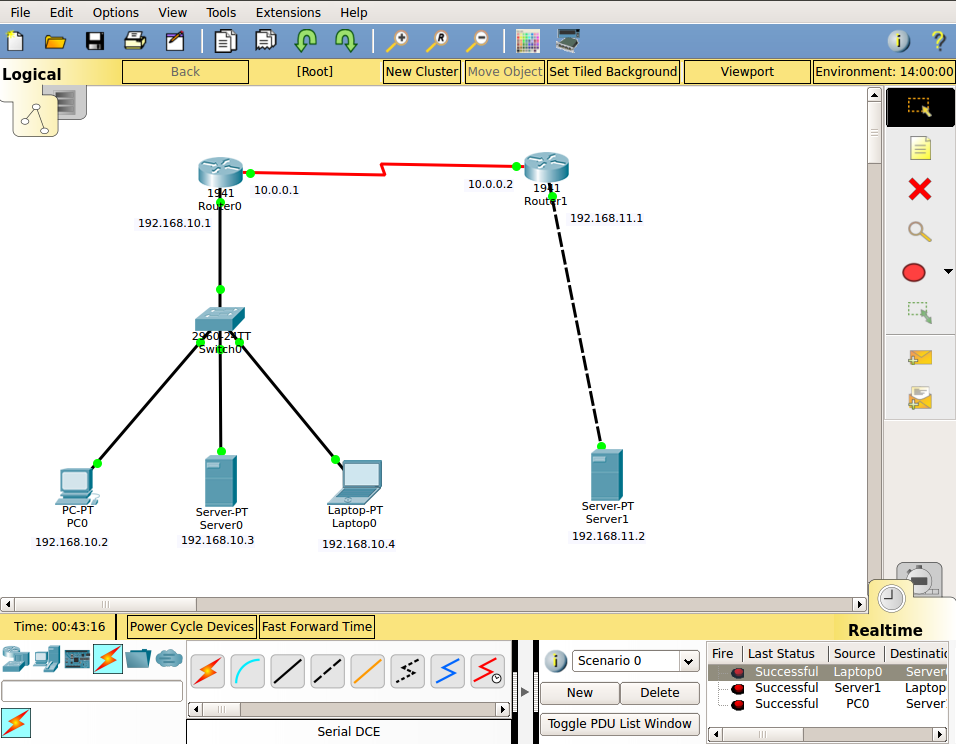 File Edit Options View Tools Extensions Help
Logical Back [Root] New Cluster Move Object Set Tiled Background Viewport Environment: 14:00:00
1941
Router0
10.0.0.1
192.168.10.1
10.0.0.2
1941
Router1
192.168.11.1
2960-24TT
Switch0
PC-PT
PC0
192.168.10.2
Server-PT
Server0
192.168.10.3
Laptop-PT
Laptop0
192.168.10.4
Server-PT
Server1
192.168.11.2
Time: 00:43:16 Power Cycle Devices Fast Forward Time
Realtime
Scenario 0
New Delete
Toggle PDU List Window
Serial DCE
Fire Last Status Source Destinatio
Successful Laptop0 Server
Successful Server1 Laptop
Successful PC0 Server